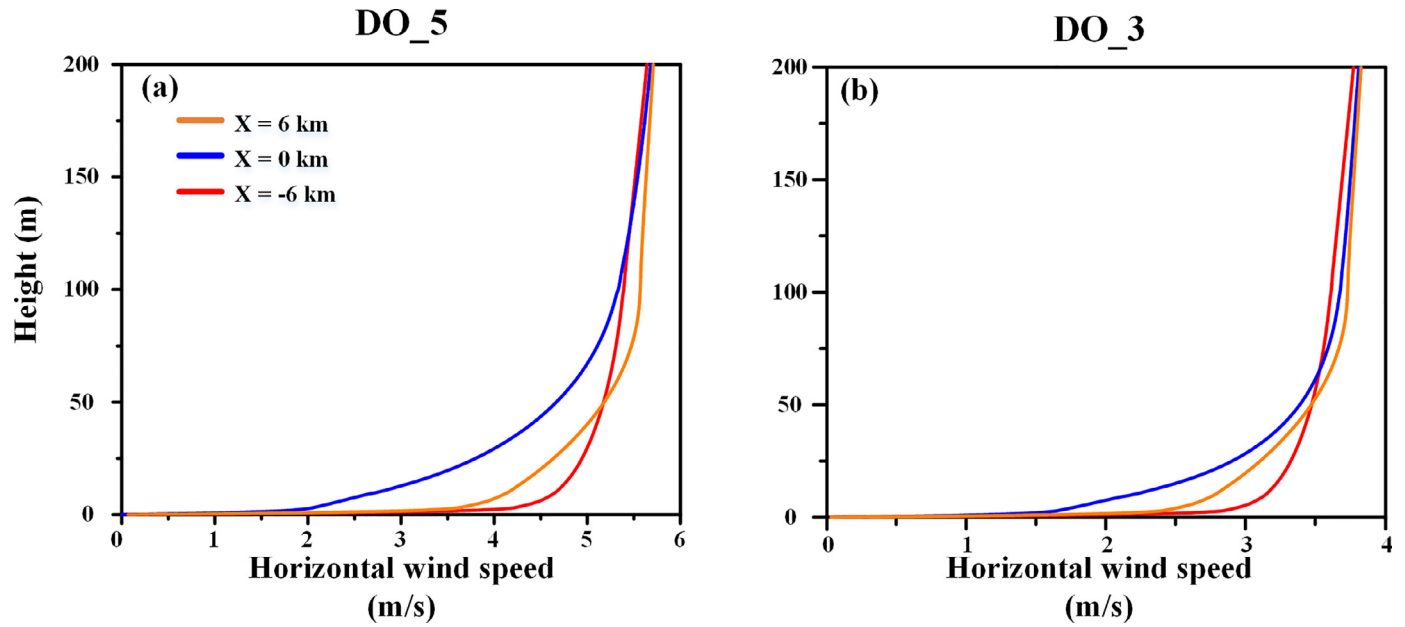 DO_5
(a)
X = 6 km
X = 0 km
X = -6 km
200
150
100
50
0
Height (m)
0 1 2 3 4 5 6
Horizontal wind speed
(m/s)
DO_3
(b)
200
150
100
50
0
0 1 2 3 4
Horizontal wind speed
(m/s)